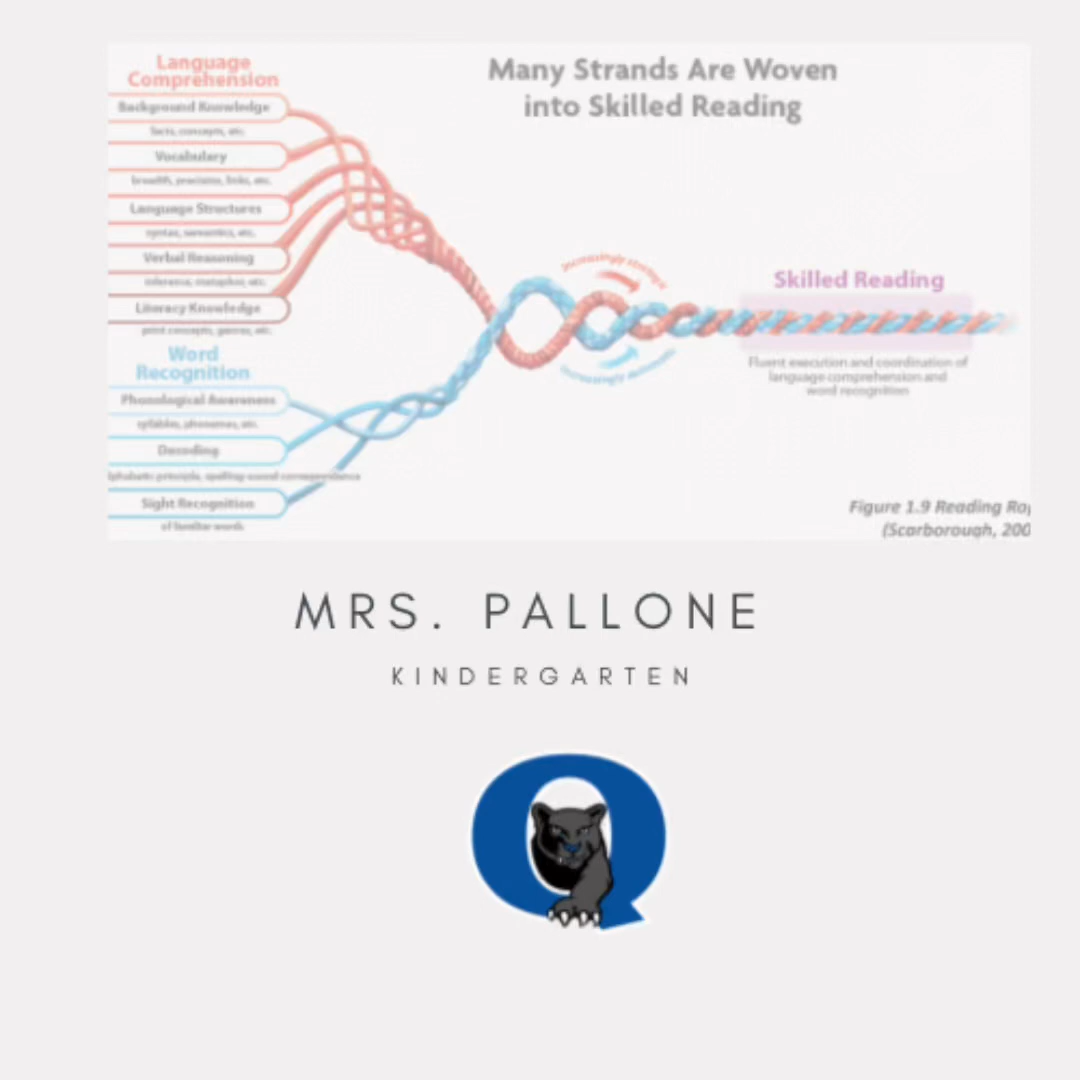 Many Strands Are Woven
into Skilled Reading
Language
Comprehension
Background Knowledge
facts, concepts, etc.
Vocabulary
breadth, precision, links, etc.
Language Structures
syntax, semantics, etc.
Verbal Reasoning
inference, metaphor, etc.
Literacy Knowledge
print concepts, genres, etc.
Word
Recognition
Phonological Awareness
syllables, phonemes, etc.
Decoding
lphabetic principle, spelling-sound correspondence
Sight Recognition
of familiar words
increasingly strategic
increasingly automatic
Skilled Reading
Fluent execution and coordination of
language comprehension and
word recognition
Figure 1.9 Reading Ro
(Scarborough, 200
MRS. PALLONE
KINDERGARTEN
Q